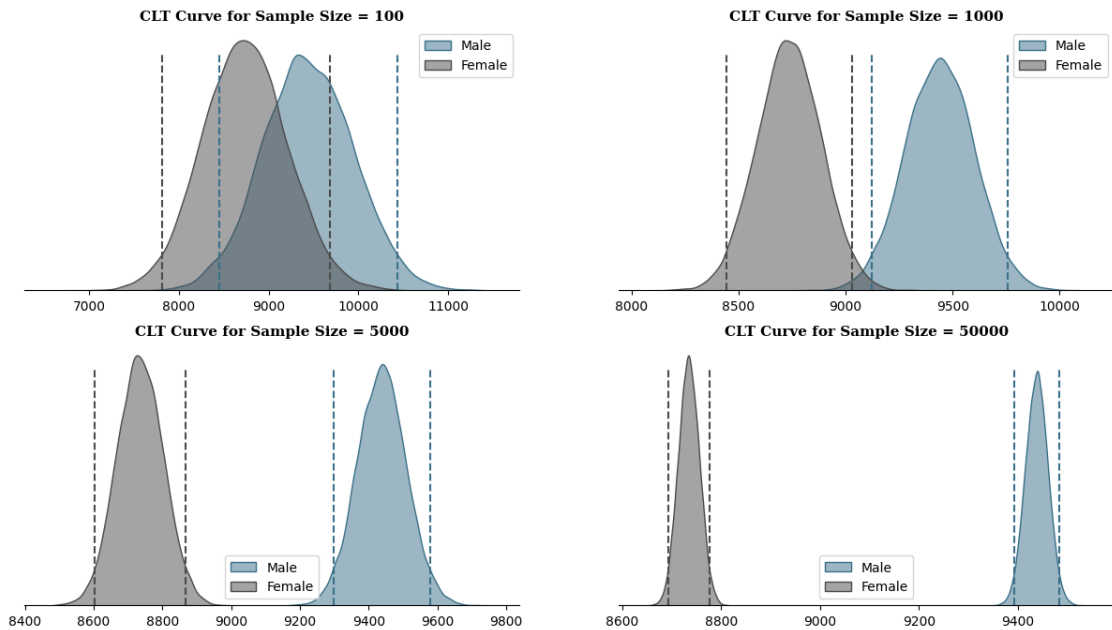 CLT Curve for Sample Size = 100
Male
Female
7000 8000 9000 10000 11000
CLT Curve for Sample Size = 1000
Male
Female
8000 8500 9000 9500 10000
CLT Curve for Sample Size = 5000
Male
Female
8400 8600 8800 9000 9200 9400 9600 9800
CLT Curve for Sample Size = 50000
Male
Female
8600 8800 9000 9200 9400